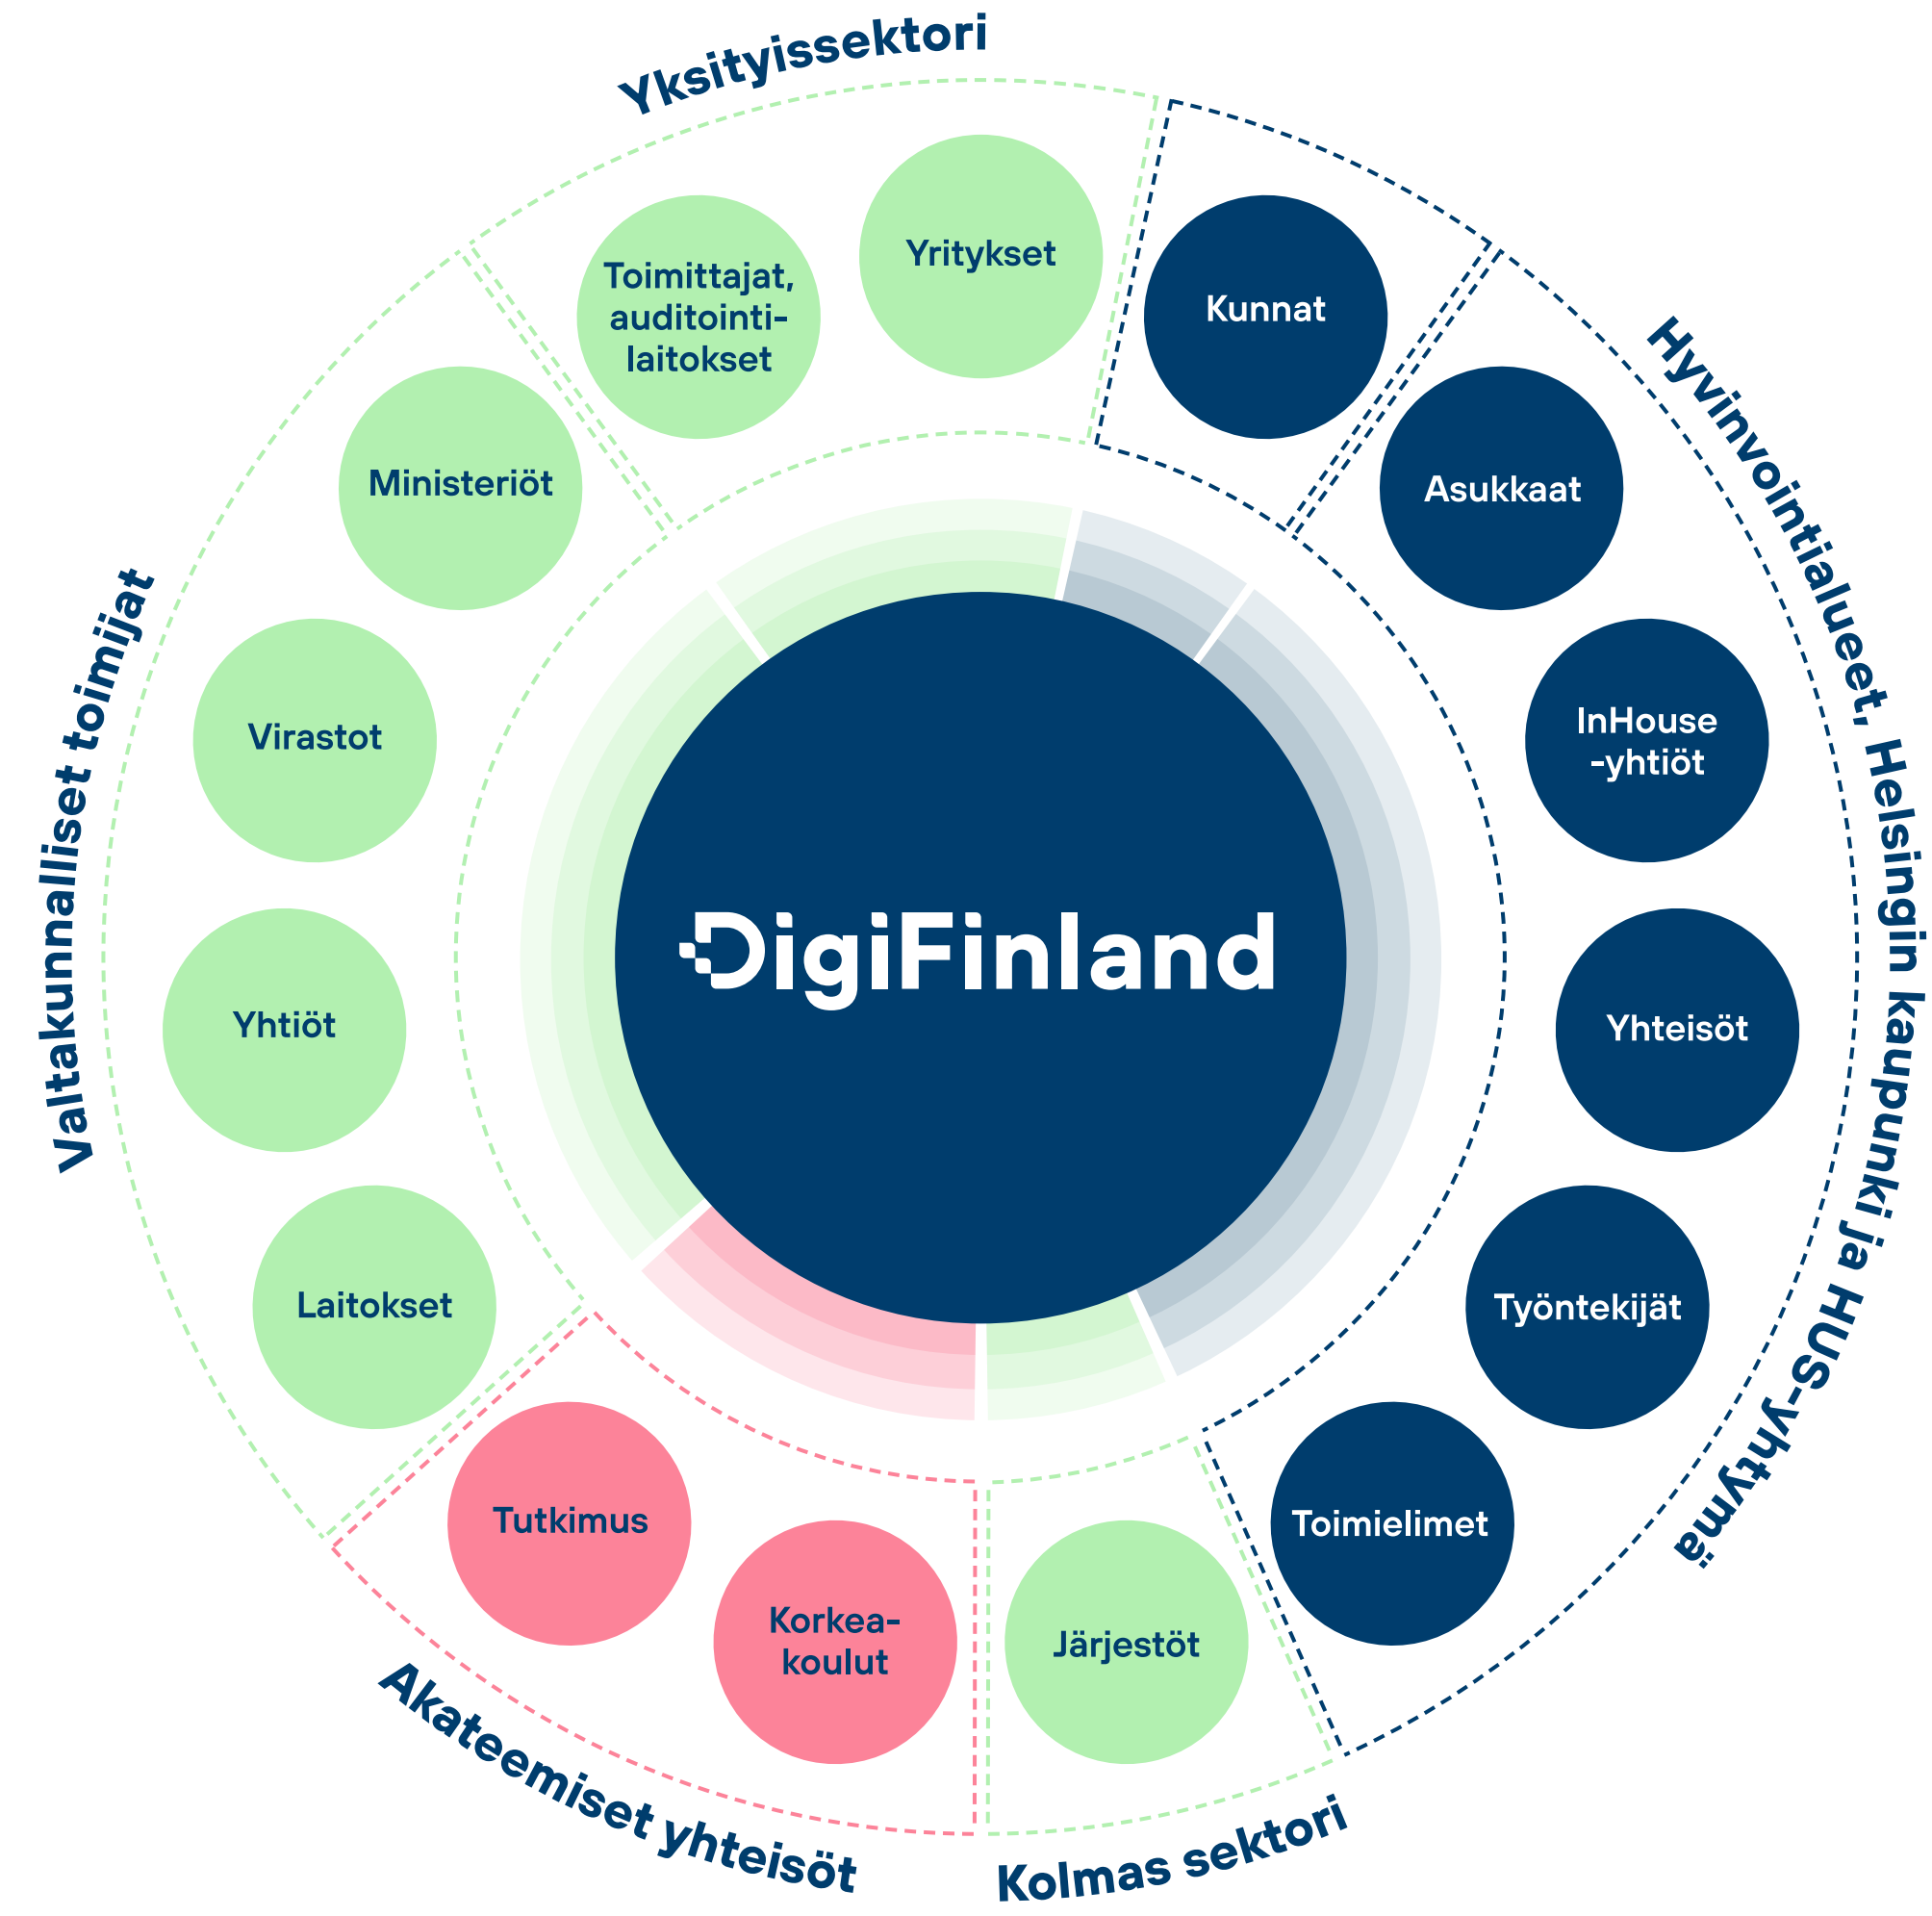 Yksityissektori
Yritykset
Toimittajat,
auditointi-
laitokset
Kunnat
Hyvinvointialueet, Helsingin kaupunki ja HUS-yhtymä
Asukkaat
InHouse
-yhtiöt
Yhteisöt
Työntekijät
Toimielimet
Kolmas sektori
Järjestöt
Akateemiset yhteisöt
Korkea-
koulut
Tutkimus
Valtakunnalliset toimijat
Ministeriöt
Virastot
Yhtiöt
Laitokset
DigiFinland